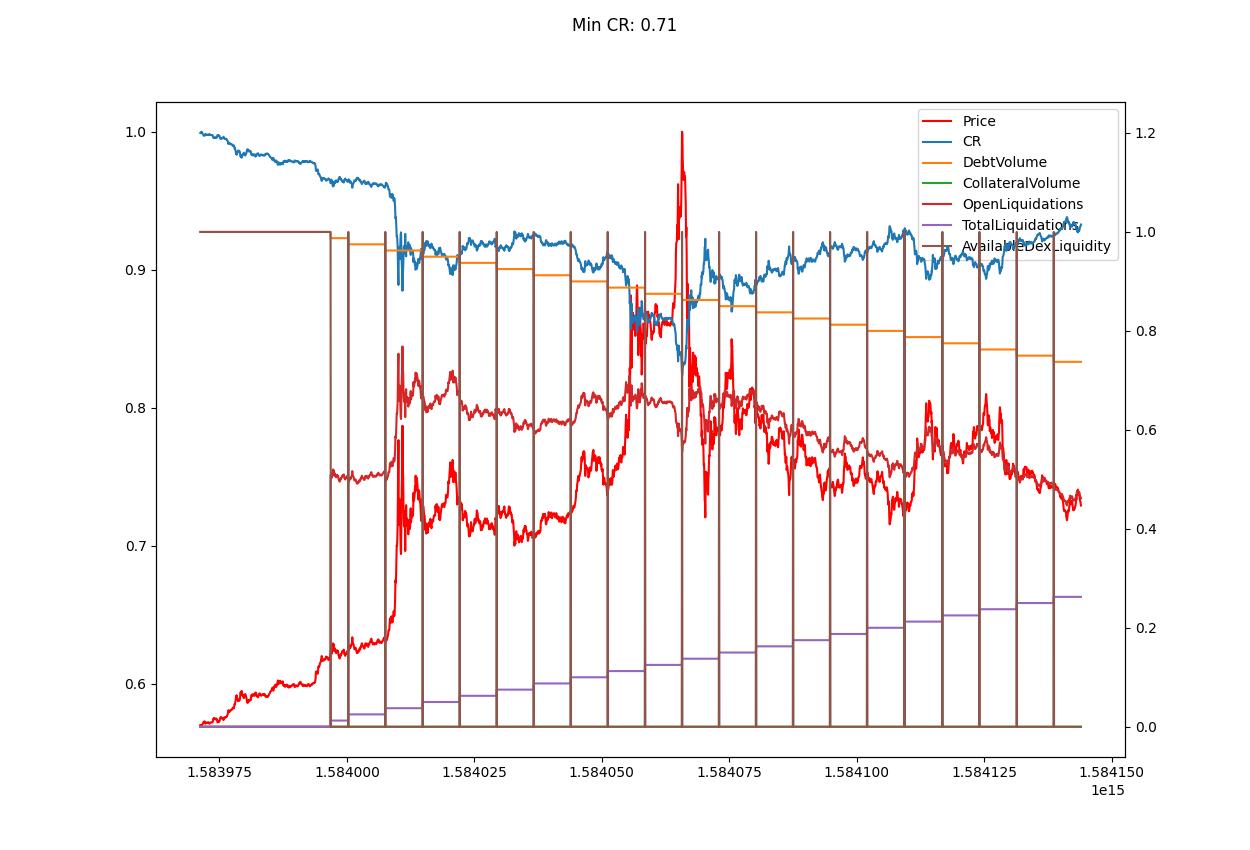 Min CR: 0.71
1.0
0.9
0.8
0.7
0.6
1.2
1.0
0.8
0.6
0.4
0.2
0.0
Price
CR
DebtVolume
CollateralVolume
OpenLiquidations
TotalLiquidations
AvailableDexLiquidity
1.583975
1.584000
1.584025
1.584050
1.584075
1.584100
1.584125
1.584150
1e15